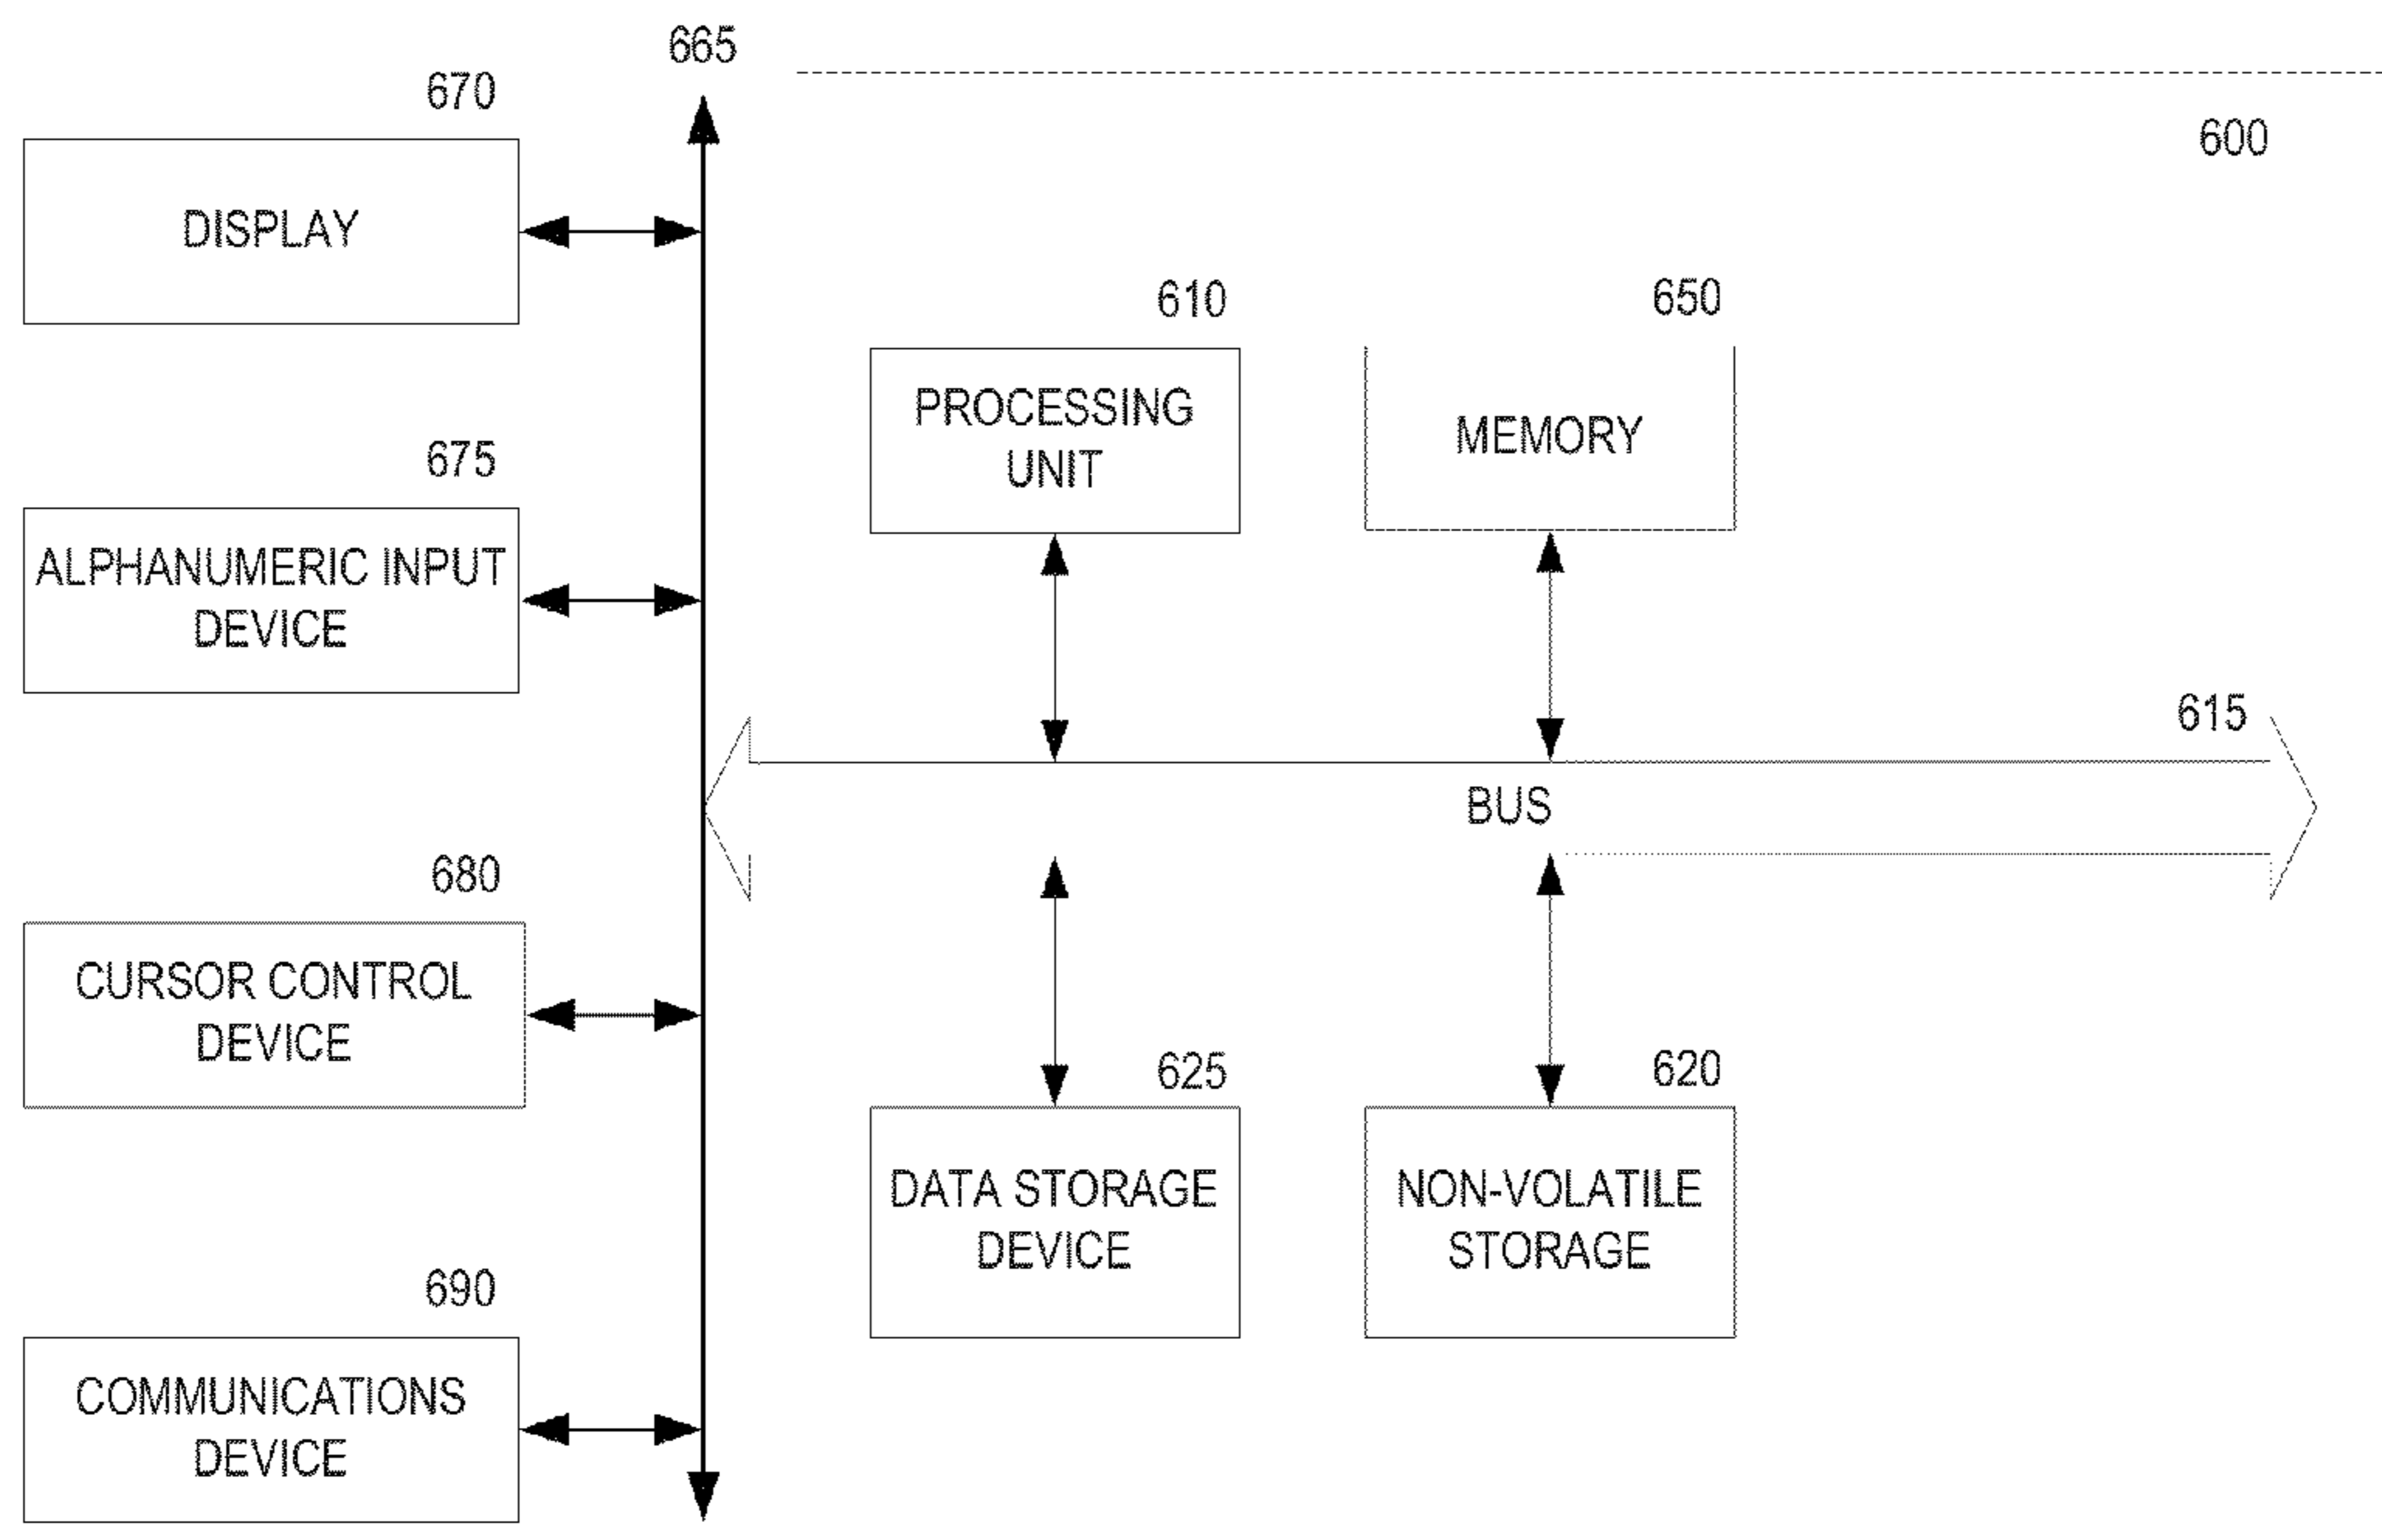 665
670
600
DISPLAY
610
650
PROCESSING
UNIT
MEMORY
675
ALPHANUMERIC INPUT
DEVICE
615
BUS
680
CURSOR CONTROL
DEVICE
625
620
DATA STORAGE
DEVICE
NON-VOLATILE
STORAGE
690
COMMUNICATIONS
DEVICE